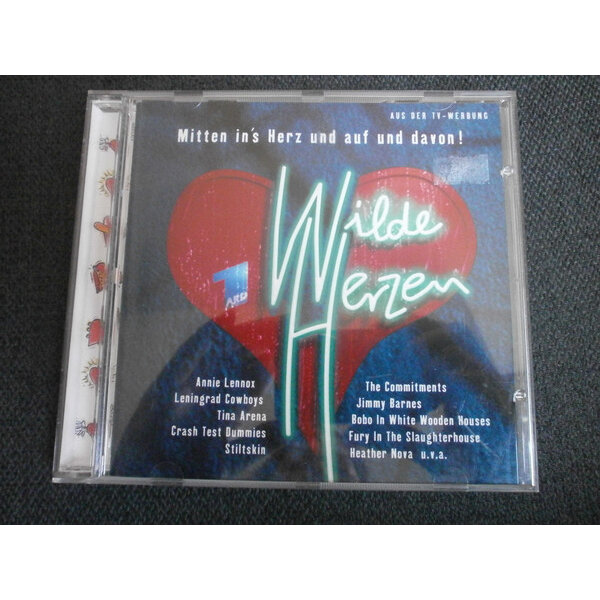 AUS DER TV-WERBUNG
Mitten in's Herz und auf und davon!
Wilde
Herzen
1
ARD
Annie Lennox
Leningrad Cowboys
Tina Arena
Crash Test Dummies
Stiltskin
The Commitments
Jimmy Barnes
Bobo In White Wooden Houses
Fury In The Slaughterhouse
Heather Nova u.v.a.